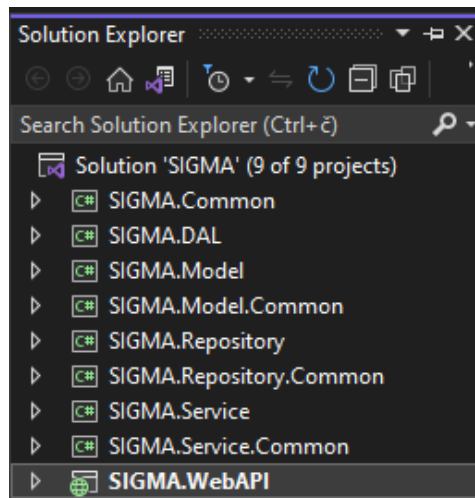 Solution Explorer
Search Solution Explorer (Ctrl+č)
Solution 'SIGMA' (9 of 9 projects)
C# SIGMA.Common
C# SIGMA.DAL
C# SIGMA.Model
C# SIGMA.Model.Common
C# SIGMA.Repository
C# SIGMA.Repository.Common
C# SIGMA.Service
C# SIGMA.Service.Common
SIGMA.WebAPI